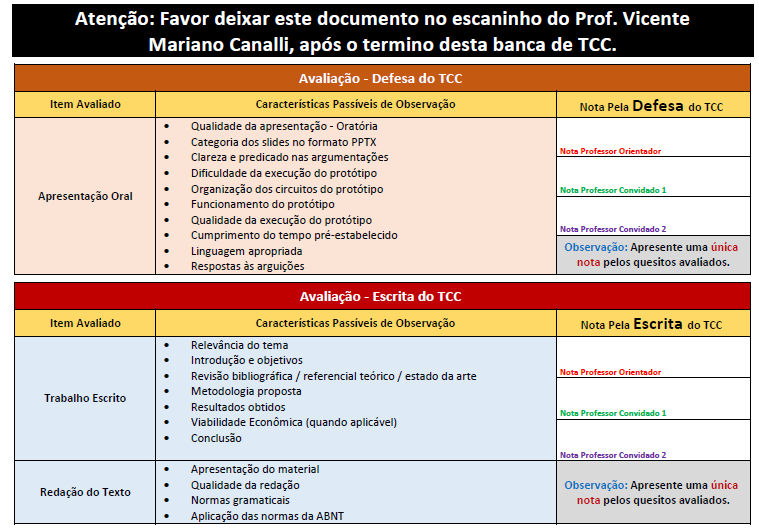 Atenção: Favor deixar este documento no escaninho do Prof. Vicente
Mariano Canalli, após o termino desta banca de TCC.
Avaliação - Defesa do TCC
Item Avaliado
Características Passíveis de Observação
Nota Pela Defesa do TCC
Apresentação Oral
• Qualidade da apresentação - Oratória
• Categoria dos slides no formato PPTX
• Clareza e predicado nas argumentações
• Dificuldade da execução do protótipo
• Organização dos circuitos do protótipo
• Funcionamento do protótipo
• Qualidade da execução do protótipo
• Cumprimento do tempo pré-estabelecido
• Linguagem apropriada
• Respostas às arguições
Nota Professor Orientador
Nota Professor Convidado 1
Nota Professor Convidado 2
Observação: Apresente uma única
nota pelos quesitos avaliados.
Avaliação - Escrita do TCC
Item Avaliado
Características Passíveis de Observação
Nota Pela Escrita do TCC
Trabalho Escrito
• Relevância do tema
• Introdução e objetivos
• Revisão bibliográfica / referencial teórico / estado da arte
• Metodologia proposta
• Resultados obtidos
• Viabilidade Econômica (quando aplicável)
• Conclusão
Nota Professor Orientador
Nota Professor Convidado 1
Nota Professor Convidado 2
Redação do Texto
• Apresentação do material
• Qualidade da redação
• Normas gramaticais
• Aplicação das normas da ABNT
Observação: Apresente uma única
nota pelos quesitos avaliados.